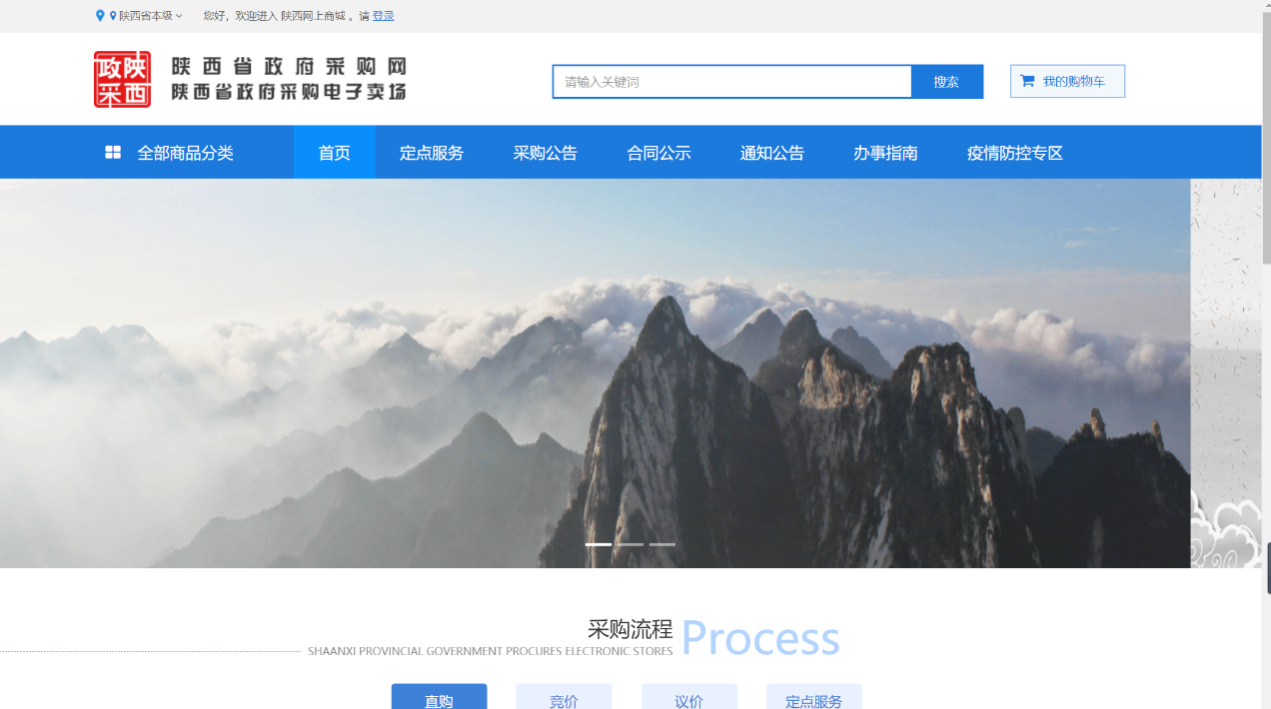 陕西省本级 您好，欢迎进入 陕西网上商城 。请 登录
政陕
采西
陕西省政府采购网
陕西省政府采购电子卖场
请输入关键词 搜索 我的购物车
全部商品分类 首页 定点服务 采购公告 合同公示 通知公告 办事指南 疫情防控专区
采购流程 Process
SHAANXI PROVINCIAL GOVERNMENT PROCURES ELECTRONIC STORES
直购 竞价 议价 定点服务